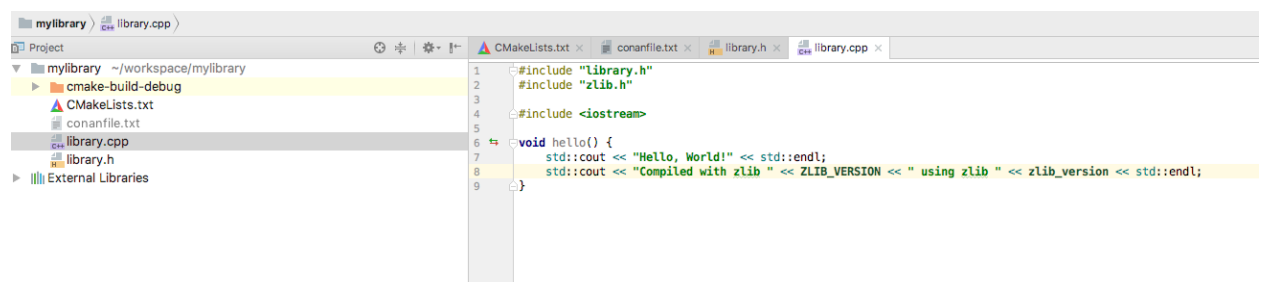 mylibrary library.cpp
Project
mylibrary ~/workspace/mylibrary
cmake-build-debug
CMakeLists.txt
conanfile.txt
library.cpp
library.h
External Libraries
CMakeLists.txt × conanfile.txt × library.h × library.cpp ×
1 #include "library.h"
2 #include "zlib.h"
3
4 #include <iostream>
5
6 void hello() {
7 std::cout << "Hello, World!" << std::endl;
8 std::cout << "Compiled with zlib " << ZLIB_VERSION << " using zlib " << zlib_version << std::endl;
9 }